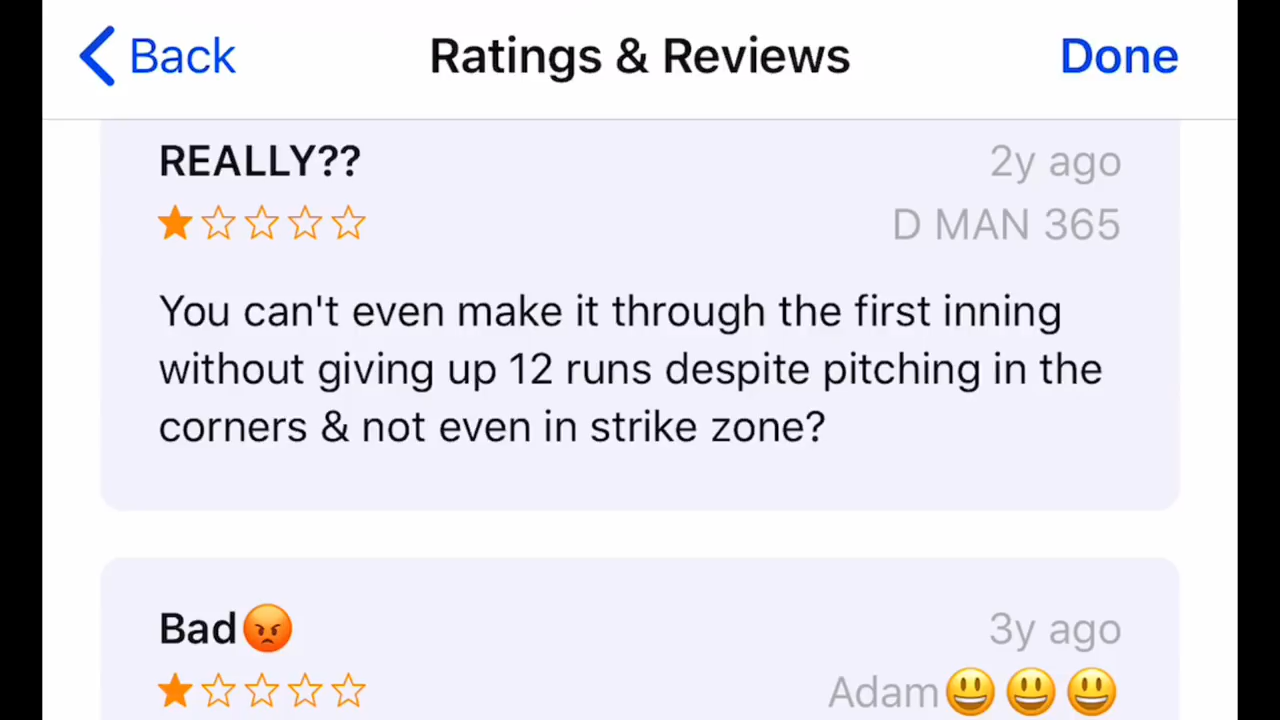 Back Ratings & Reviews Done
REALLY?? 2y ago
D MAN 365
You can't even make it through the first inning
without giving up 12 runs despite pitching in the
corners & not even in strike zone?
Bad😡 3y ago
Adam😃😃😃